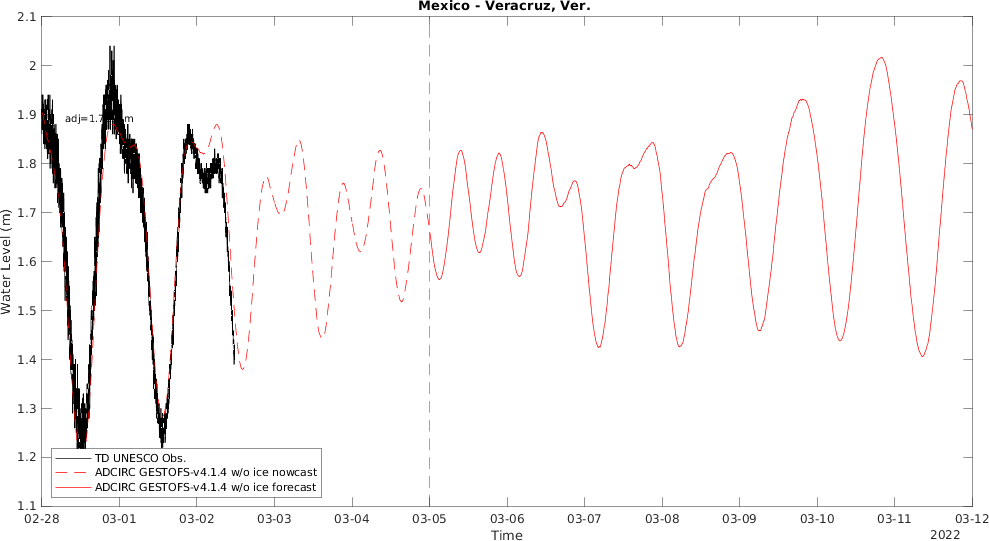 Mexico - Veracruz, Ver.
2.1
2
1.9
1.8
1.7
1.6
1.5
1.4
1.3
1.2
1.1
Water Level (m)
TD UNESCO Obs.
ADCIRC GESTOFS-v4.1.4 w/o ice nowcast
ADCIRC GESTOFS-v4.1.4 w/o ice forecast
02-28 03-01 03-02 03-03 03-04 03-05 03-06 03-07 03-08 03-09 03-10 03-11 03-12
Time
2022